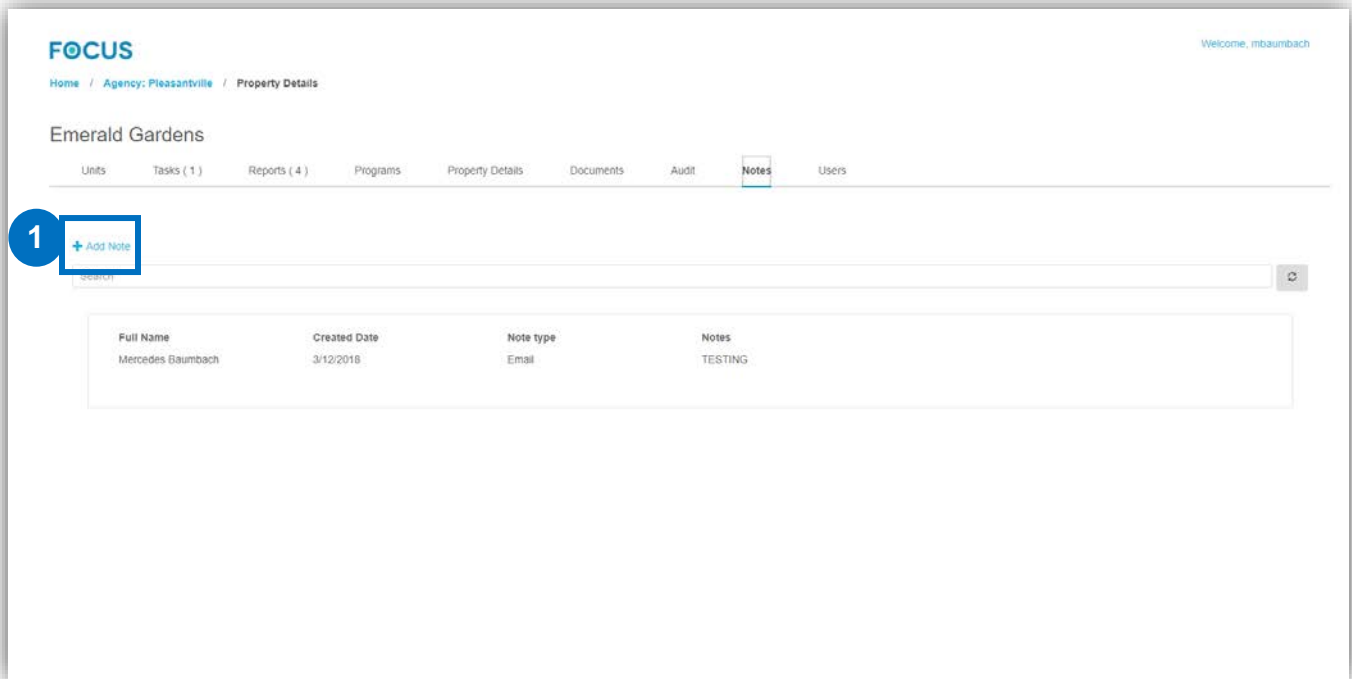 FOCUS
Welcome, mbaumbach
Home / Agency: Pleasantville / Property Details
Emerald Gardens
Units Tasks ( 1 ) Reports ( 4 ) Programs Property Details Documents Audit Notes Users
1
+ Add Note
Search
Full Name Created Date Note type Notes
Mercedes Baumbach 3/12/2018 Email TESTING